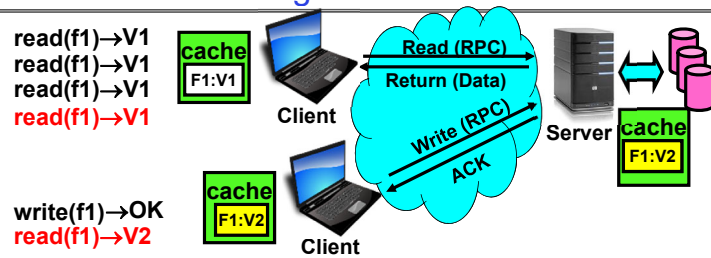 read(f1)→V1
read(f1)→V1
read(f1)→V1
read(f1)→V1
cache
F1:V1
Client
Read (RPC)
Return (Data)
Write (RPC)
ACK
Server
cache
F1:V2
write(f1)→OK
read(f1)→V2
cache
F1:V2
Client